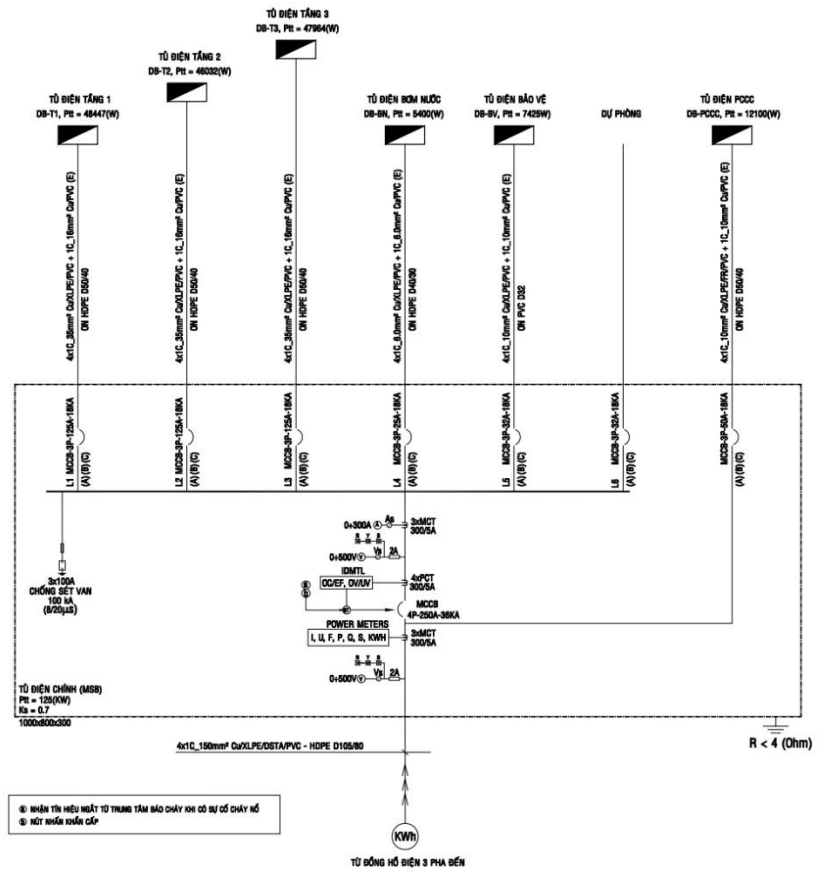 TỦ ĐIỆN TẦNG 3
DB-T3, Ptt = 47964(W)
TỦ ĐIỆN TẦNG 2
DB-T2, Ptt = 46032(W)
TỦ ĐIỆN TẦNG 1
DB-T1, Ptt = 48447(W)
TỦ ĐIỆN BƠM NƯỚC
DB-BN, Ptt = 5400(W)
TỦ ĐIỆN BẢO VỆ
DB-BV, Ptt = 7425W)
DỰ PHÒNG
TỦ ĐIỆN PCCC
DB-PCCC, Ptt = 12100(W)
4x1C_35mm² Cu/XLPE/PVC + 1C_16mm² Cu/PVC (E)
ON HDPE D50/40
4x1C_35mm² Cu/XLPE/PVC + 1C_16mm² Cu/PVC (E)
ON HDPE D50/40
4x1C_35mm² Cu/XLPE/PVC + 1C_16mm² Cu/PVC (E)
ON HDPE D50/40
4x1C_6.0mm² Cu/XLPE/PVC + 1C_6.0mm² Cu/PVC (E)
ON HDPE D40/30
4x1C_10mm² Cu/XLPE/PVC + 1C_10mm² Cu/PVC (E)
ON PVC D32
4x1C_10mm² Cu/XLPE/FR/PVC + 1C_10mm² Cu/PVC (E)
ON HDPE D50/40
L1 MCCB-3P-125A-18KA
(A)(B)(C)
L2 MCCB-3P-125A-18KA
(A)(B)(C)
L3 MCCB-3P-125A-18KA
(A)(B)(C)
L4 MCCB-3P-25A-18KA
(A)(B)(C)
L5 MCCB-3P-32A-18KA
(A)(B)(C)
L6 MCCB-3P-32A-18KA
(A)(B)(C)
MCCB-3P-50A-18KA
(A)(B)(C)
0÷300A A As 3xMCT
300/5A
R Y S
0÷500V V Vs 2A
IDMTL
OC/EF, OV/UV
4xPCT
300/5A
MCCB
4P-250A-36KA
POWER METERS
I, U, F, P, Q, S, KWH
3xMCT
300/5A
R Y S
0÷500V V Vs 2A
3x100A
CHỐNG SÉT VAN
100 kA
(8/20µS)
TỦ ĐIỆN CHÍNH (MSB)
Ptt = 125(KW)
Ks = 0.7
1000x800x300
R < 4 (Ohm)
4x1C_150mm² Cu/XLPE/DSTA/PVC - HDPE D105/80
NHẬN TÍN HIỆU NGẮT TỪ TRUNG TÂM BÁO CHÁY KHI CÓ SỰ CỐ CHÁY NỔ
NÚT NHẤN KHẨN CẤP
KWh
TỪ ĐỒNG HỒ ĐIỆN 3 PHA ĐẾN